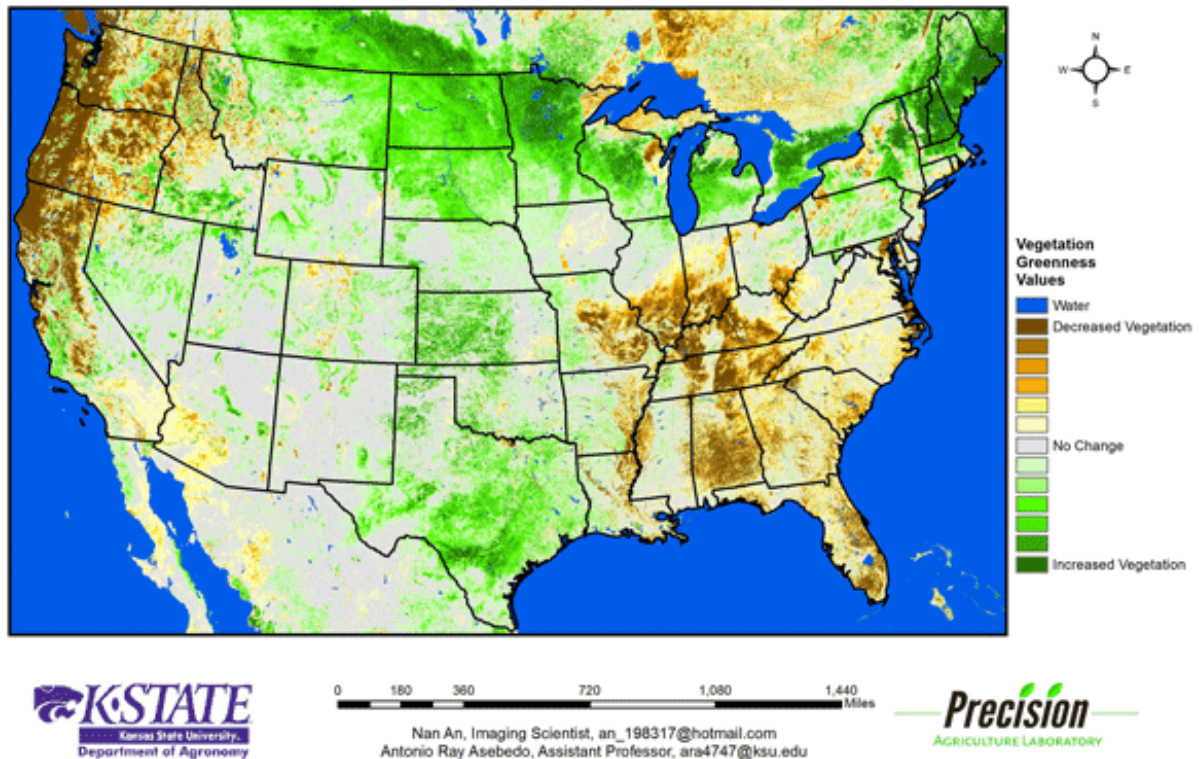 N
W E
S
Vegetation
Greenness
Values
Water
Decreased Vegetation
No Change
Increased Vegetation
K-STATE
Kansas State University.
Department of Agronomy
0 180 360 720 1,080 1,440
Miles
Nan An, Imaging Scientist, an_198317@hotmail.com
Antonio Ray Asebedo, Assistant Professor, ara4747@ksu.edu
Precision
AGRICULTURE LABORATORY